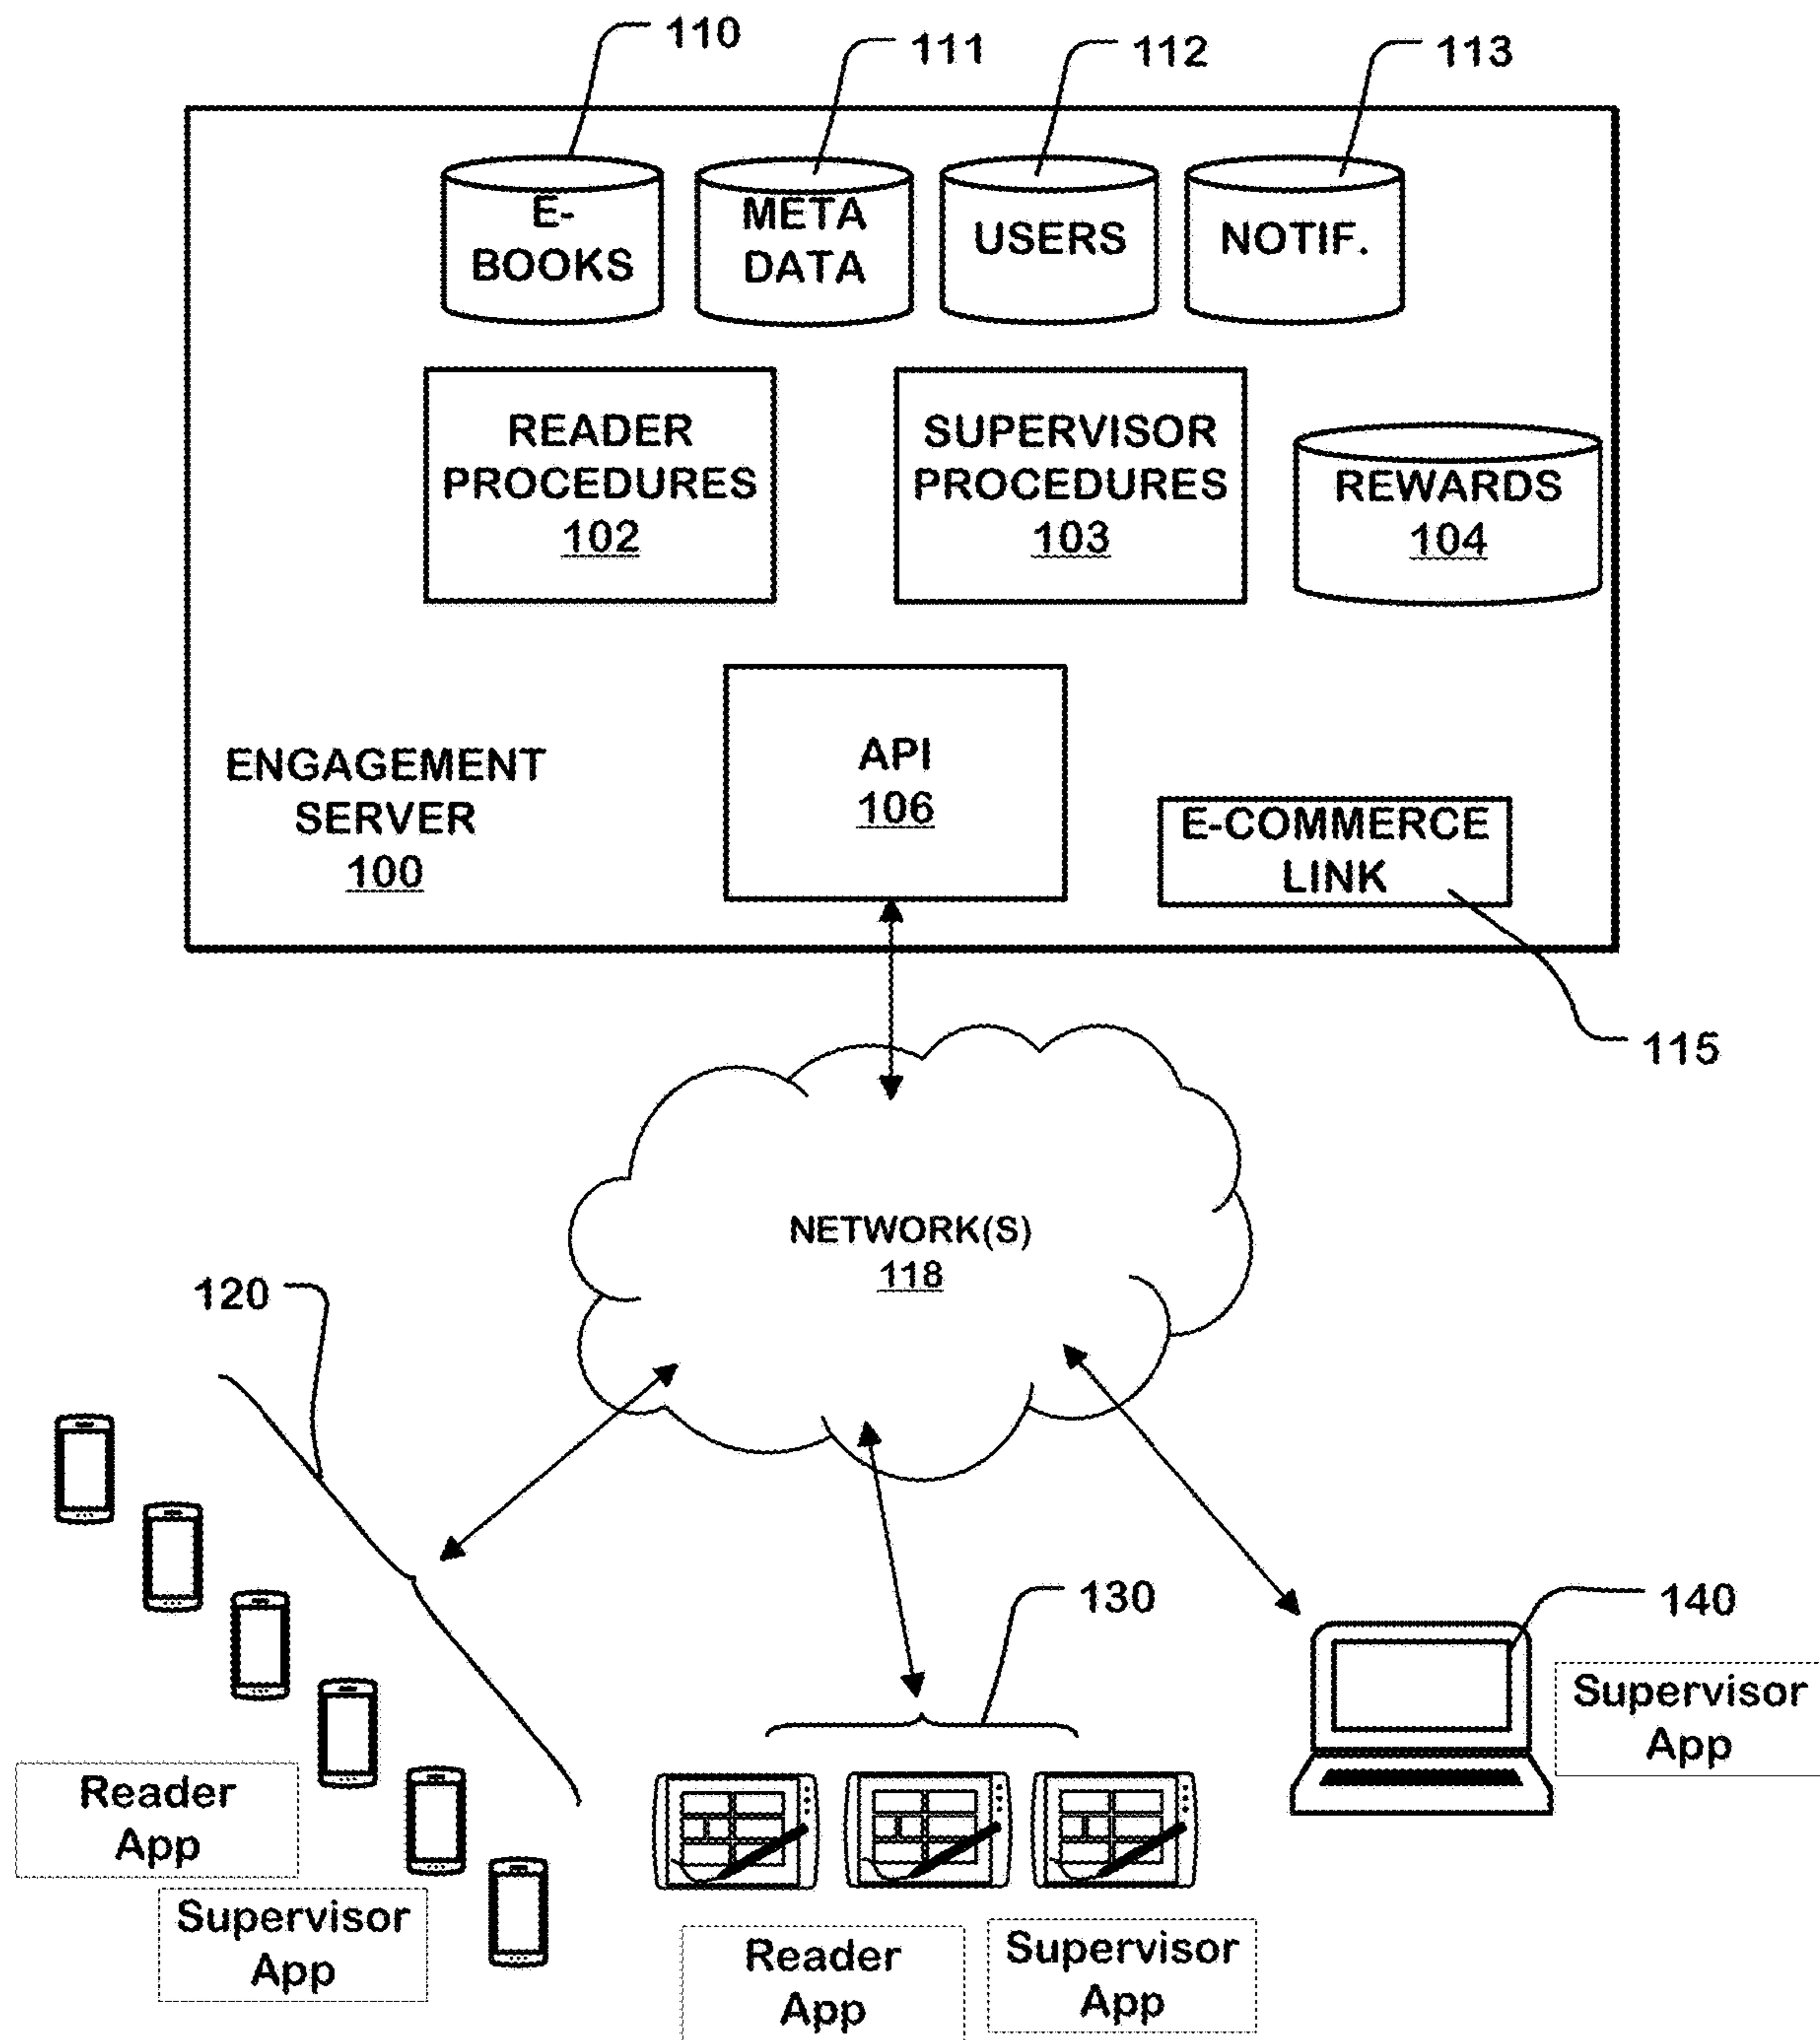 110
111
112
113
E-
BOOKS
META
DATA
USERS
NOTIF.
READER
PROCEDURES
102
SUPERVISOR
PROCEDURES
103
REWARDS
104
ENGAGEMENT
SERVER
100
API
106
E-COMMERCE
LINK
115
NETWORK(S)
118
120
130
140
Supervisor
App
Reader
App
Supervisor
App
Reader
App
Supervisor
App